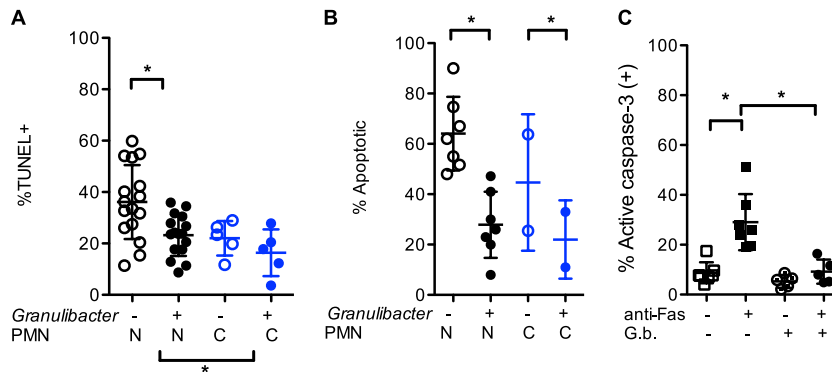 A
%TUNEL+
100
80
60
40
20
0
*
Granulibacter - + - +
PMN N N C C
*
B
% Apoptotic
100
80
60
40
20
0
* *
Granulibacter - + - +
PMN N N C C
C
% Active caspase-3 (+)
100
80
60
40
20
0
* *
anti-Fas - + - +
G.b. - - + +